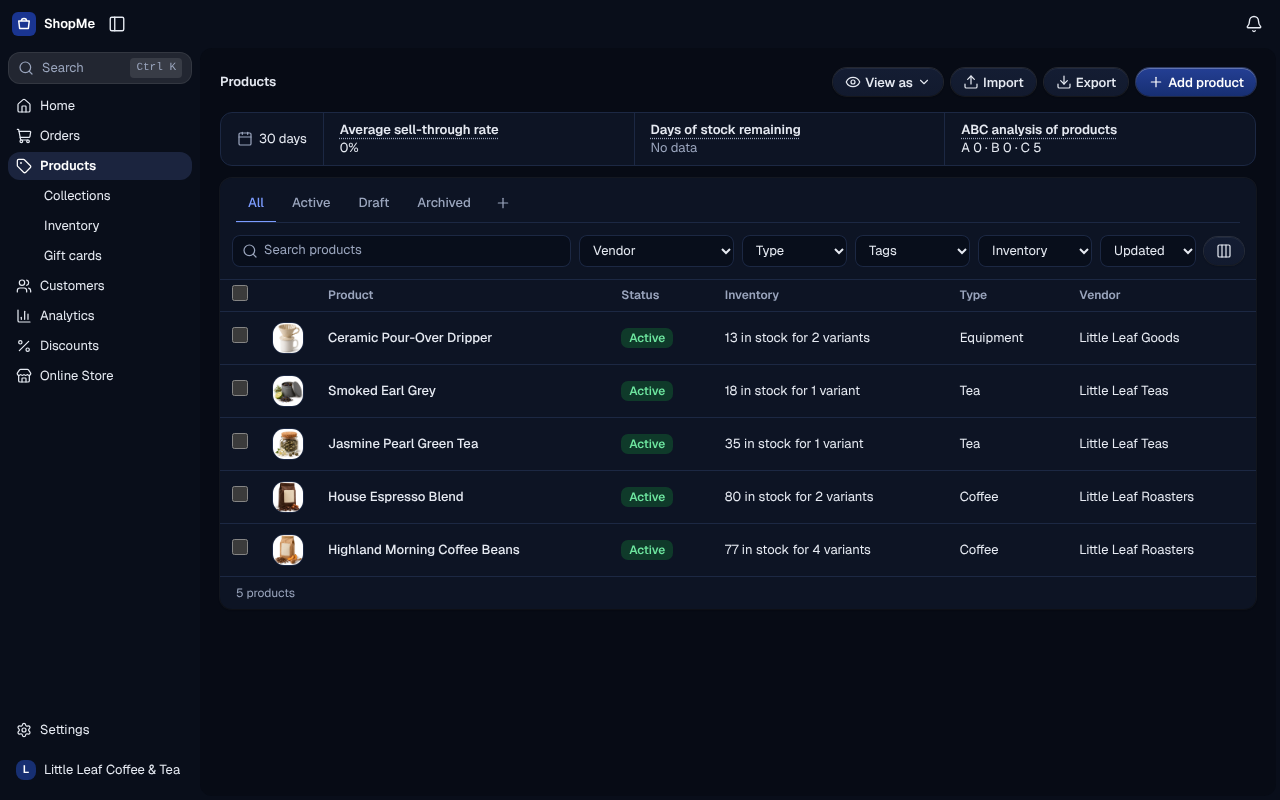 ShopMe
Search Ctrl K
Home
Orders
Products
Collections
Inventory
Gift cards
Customers
Analytics
Discounts
Online Store
Settings
L Little Leaf Coffee & Tea
Products
View as Import Export Add product
30 days
Average sell-through rate
0%
Days of stock remaining
No data
ABC analysis of products
A 0 · B 0 · C 5
All Active Draft Archived
Search products Vendor Type Tags Inventory Updated
Product Status Inventory Type Vendor
Ceramic Pour-Over Dripper Active 13 in stock for 2 variants Equipment Little Leaf Goods
Smoked Earl Grey Active 18 in stock for 1 variant Tea Little Leaf Teas
Jasmine Pearl Green Tea Active 35 in stock for 1 variant Tea Little Leaf Teas
House Espresso Blend Active 80 in stock for 2 variants Coffee Little Leaf Roasters
Highland Morning Coffee Beans Active 77 in stock for 4 variants Coffee Little Leaf Roasters
5 products